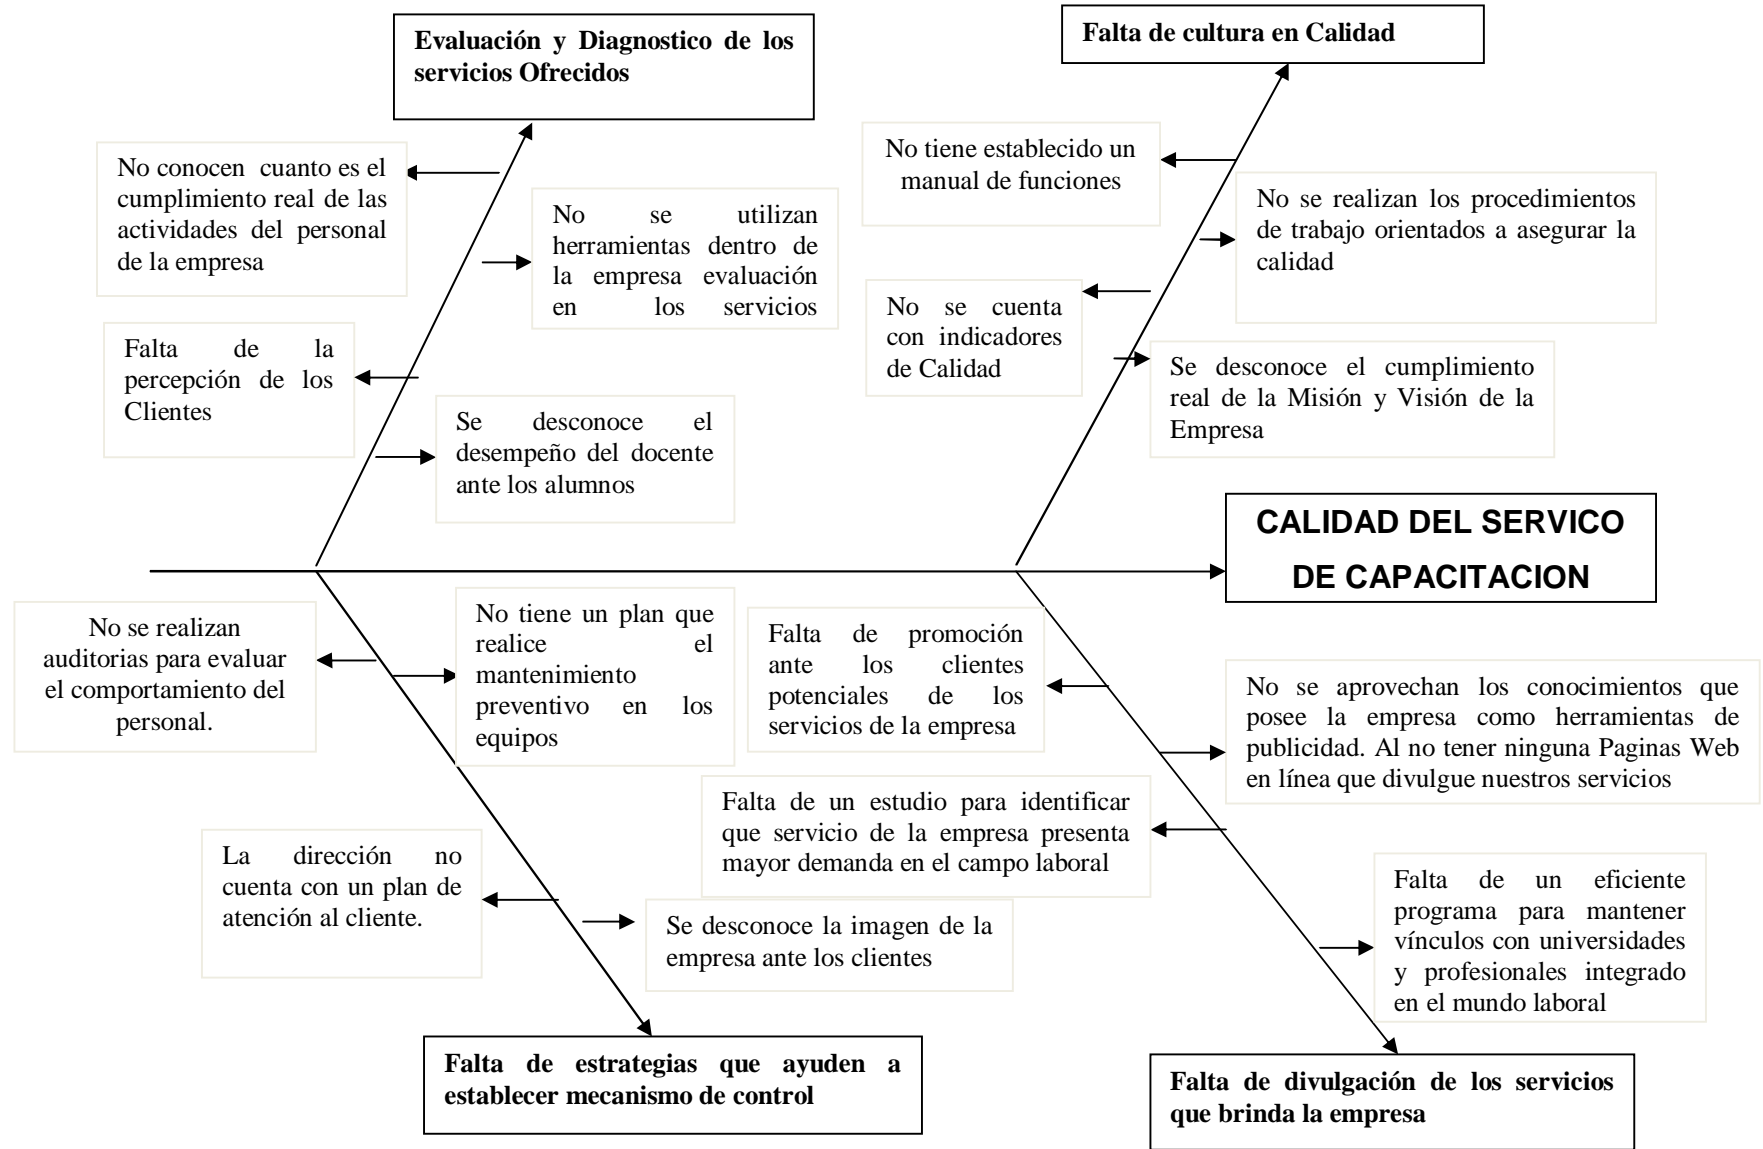 Evaluación y Diagnostico de los
servicios Ofrecidos
Falta de cultura en Calidad
No conocen cuanto es el
cumplimiento real de las
actividades del personal
de la empresa
No se utilizan
herramientas dentro de
la empresa evaluación
en los servicios
Falta de la
percepción de los
Clientes
Se desconoce el
desempeño del docente
ante los alumnos
No tiene establecido un
manual de funciones
No se realizan los procedimientos
de trabajo orientados a asegurar la
calidad
No se cuenta
con indicadores
de Calidad
Se desconoce el cumplimiento
real de la Misión y Visión de la
Empresa
CALIDAD DEL SERVICO
DE CAPACITACION
No se realizan
auditorias para evaluar
el comportamiento del
personal.
No tiene un plan que
realice el
mantenimiento
preventivo en los
equipos
La dirección no
cuenta con un plan de
atención al cliente.
Se desconoce la imagen de la
empresa ante los clientes
Falta de promoción
ante los clientes
potenciales de los
servicios de la empresa
No se aprovechan los conocimientos que
posee la empresa como herramientas de
publicidad. Al no tener ninguna Paginas Web
en línea que divulgue nuestros servicios
Falta de un estudio para identificar
que servicio de la empresa presenta
mayor demanda en el campo laboral
Falta de un eficiente
programa para mantener
vínculos con universidades
y profesionales integrado
en el mundo laboral
Falta de estrategias que ayuden a
establecer mecanismo de control
Falta de divulgación de los servicios
que brinda la empresa